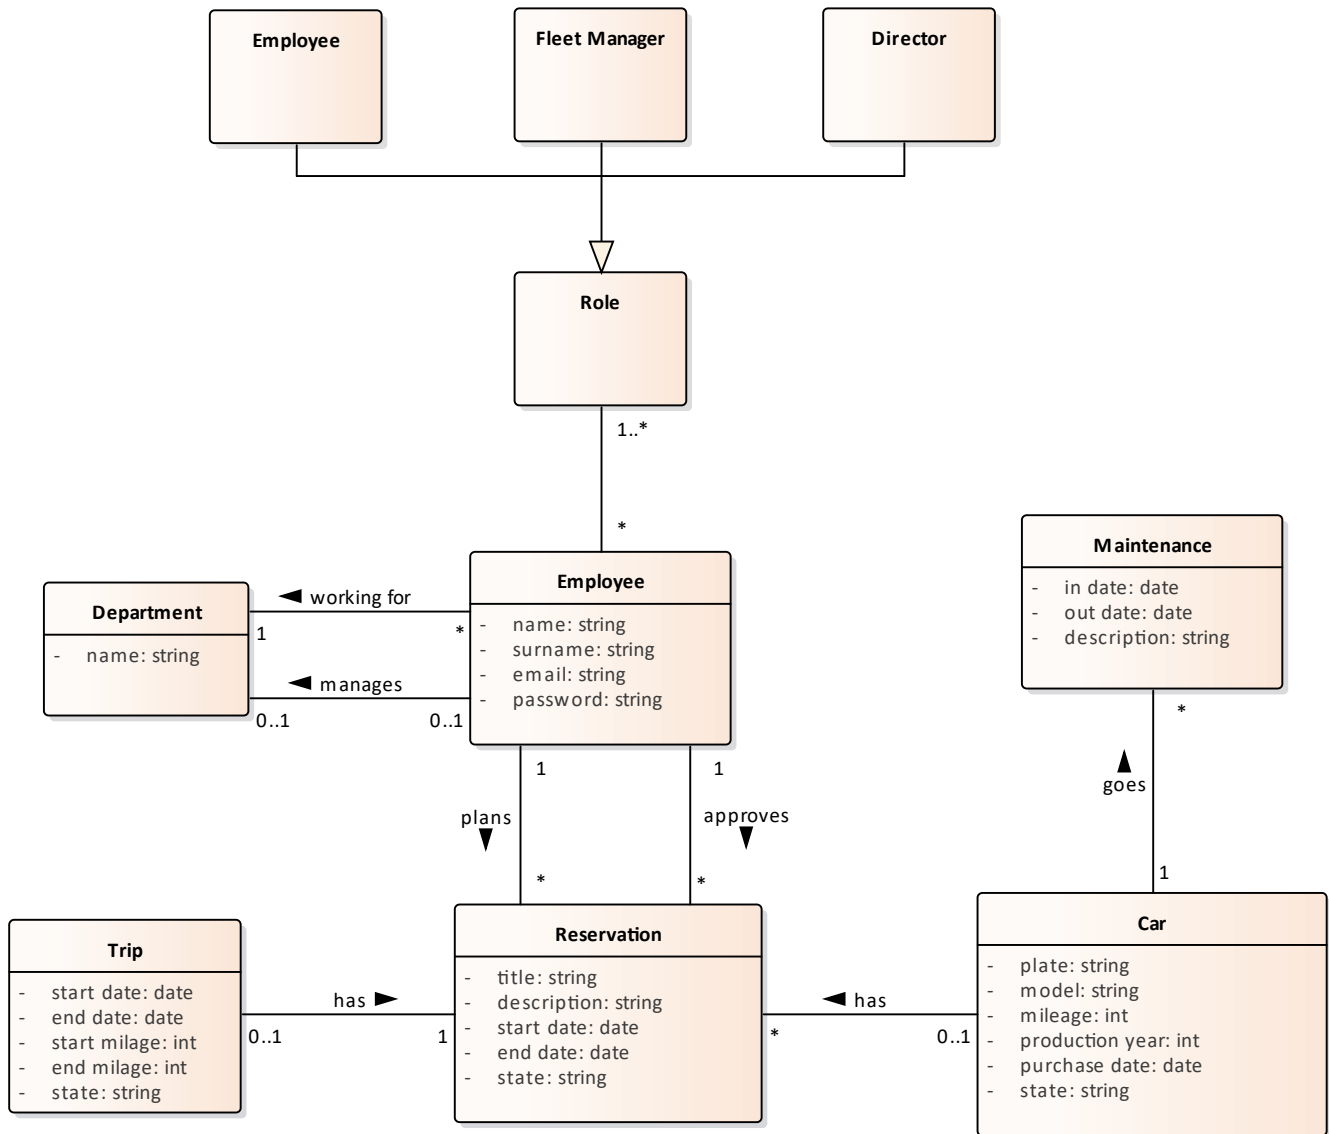 Employee
Fleet Manager
Director
Role
1..*
*
Employee
- name: string
- surname: string
- email: string
- password: string
Department
- name: string
◄ working for
1
*
◄ manages
0..1
0..1
Maintenance
- in date: date
- out date: date
- description: string
*
▲
goes
1
1
plans
▼
*
1
approves
▼
*
Trip
- start date: date
- end date: date
- start milage: int
- end milage: int
- state: string
has ►
0..1
1
Reservation
- title: string
- description: string
- start date: date
- end date: date
- state: string
◄ has
*
0..1
Car
- plate: string
- model: string
- mileage: int
- production year: int
- purchase date: date
- state: string